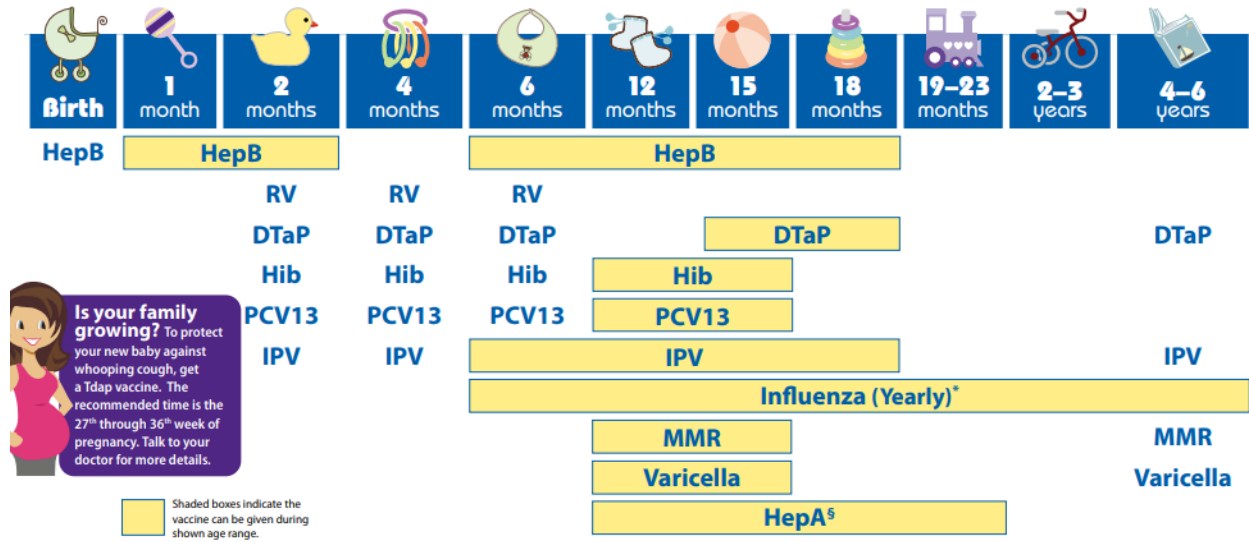 Birth
1
month
2
months
4
months
6
months
12
months
15
months
18
months
19–23
months
2–3
years
4–6
years
HepB HepB HepB
RV RV RV
DTaP DTaP DTaP DTaP DTaP
Hib Hib Hib Hib
PCV13 PCV13 PCV13 PCV13
IPV IPV IPV IPV
Influenza (Yearly)*
MMR MMR
Varicella Varicella
HepA§
Is your family
growing? To protect
your new baby against
whooping cough, get
a Tdap vaccine. The
recommended time is the
27th through 36th week of
pregnancy. Talk to your
doctor for more details.
Shaded boxes indicate the
vaccine can be given during
shown age range.